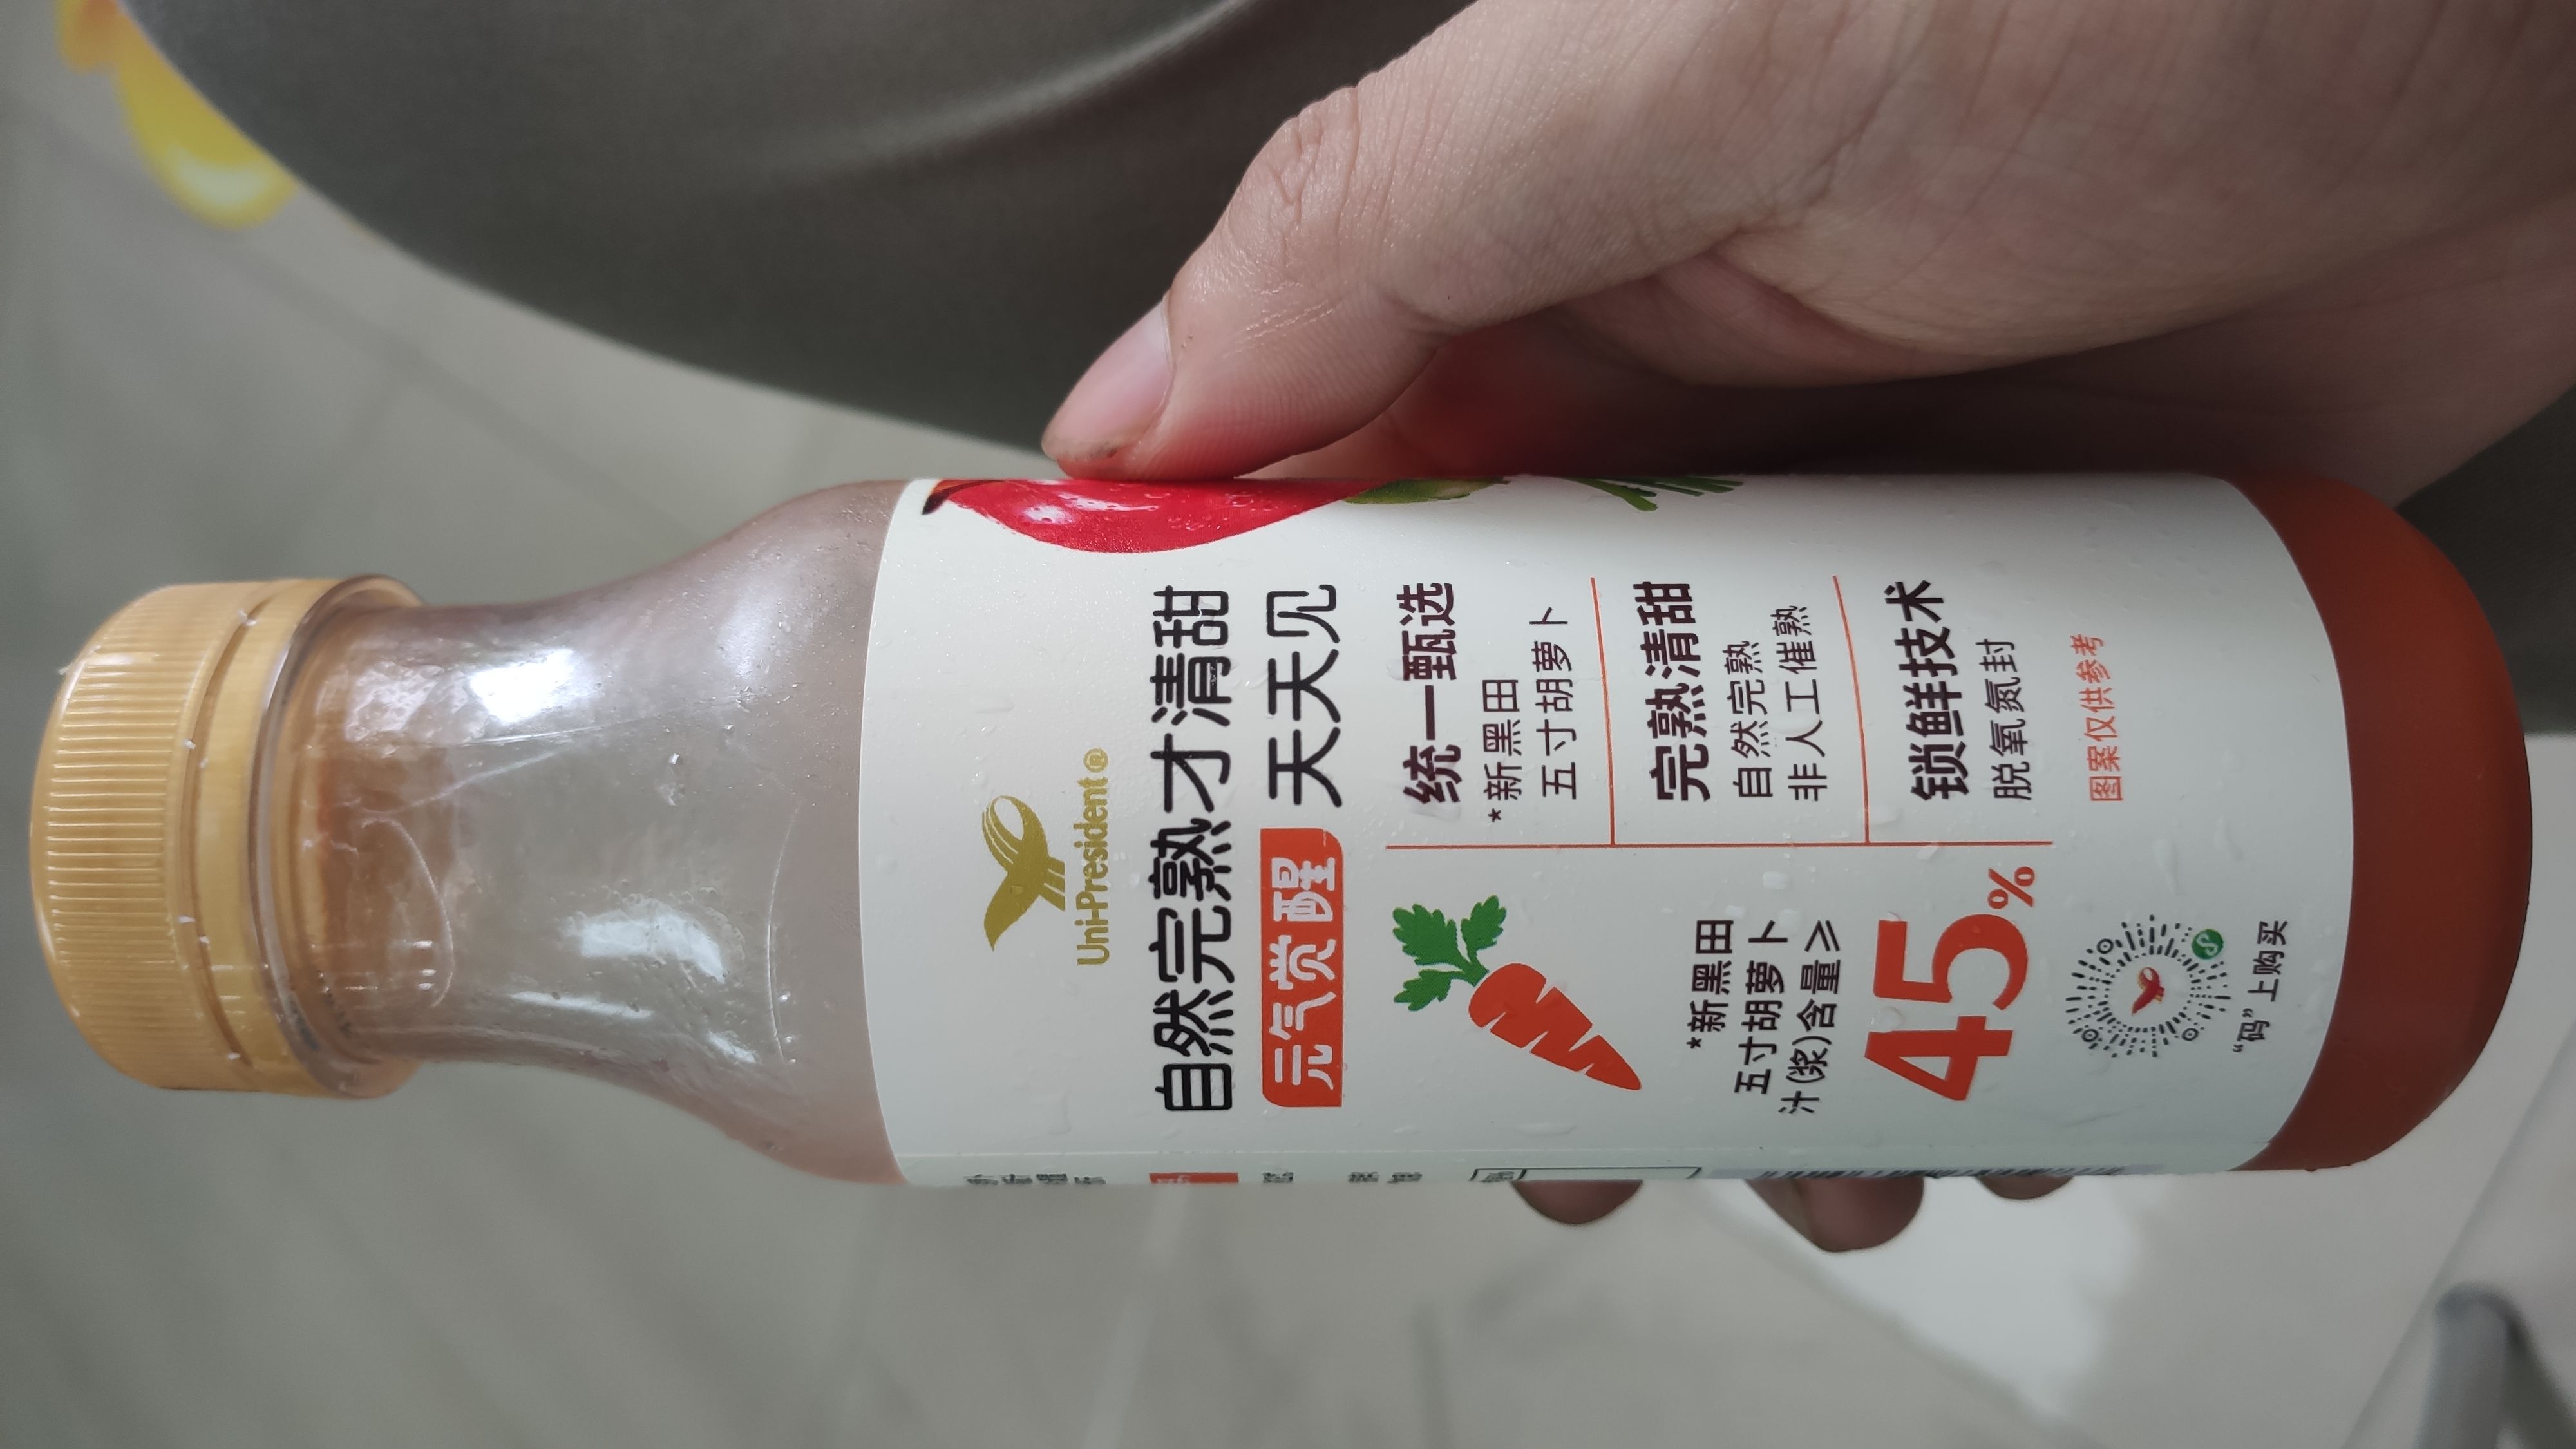 Uni-President®
自然完熟才清甜
元气赏醒 天天见
统一甄选
*新黑田
五寸胡萝卜
完熟清甜
自然完熟
非人工催熟
锁鲜技术
脱氧氮封
*新黑田
五寸胡萝卜
汁(浆)含量≥
45%
图案仅供参考
“码”上购买